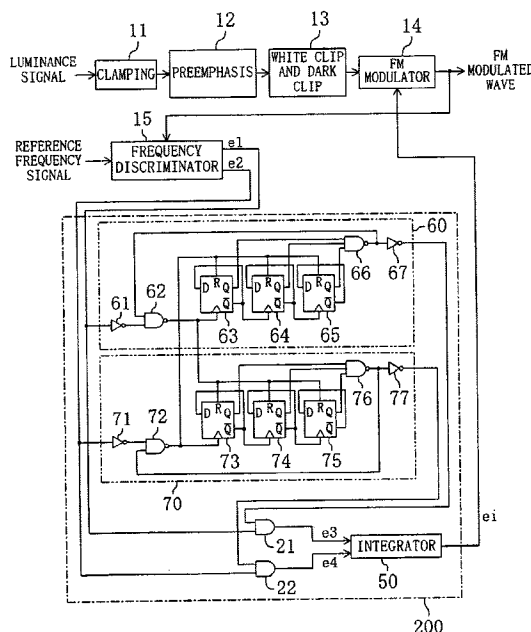 11
12
13
14
LUMINANCE SIGNAL
CLAMPING
PREEMPHASIS
WHITE CLIP AND DARK CLIP
FM MODULATOR
FM MODULATED WAVE
15
REFERENCE FREQUENCY SIGNAL
FREQUENCY DISCRIMINATOR
e1
e2
60
61
62
66
67
D R Q Q̅
D R Q Q̅
D R Q Q̅
63
64
65
71
72
76
77
D R Q Q̅
D R Q Q̅
D R Q Q̅
73
74
75
70
21
22
e3
e4
INTEGRATOR
50
ei
200